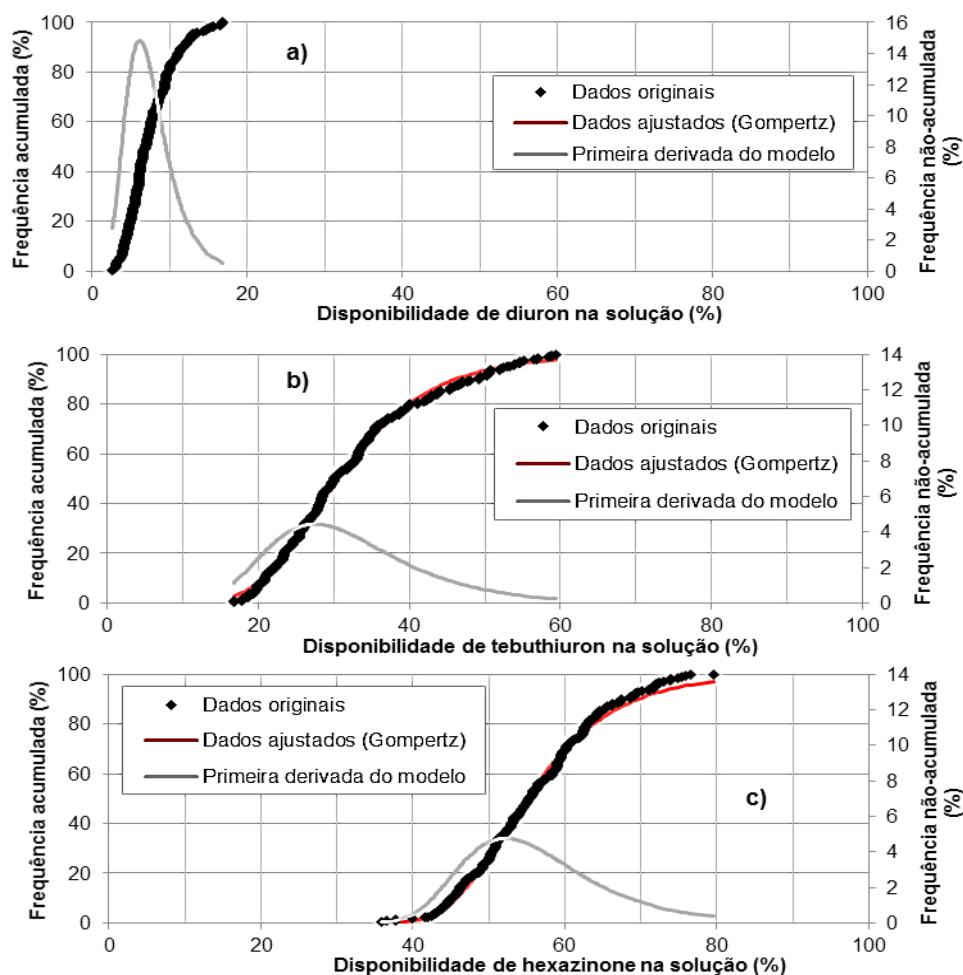 a)
Frequência acumulada (%)
100
80
60
40
20
0
Dados originais
Dados ajustados (Gompertz)
Primeira derivada do modelo
16
14
12
10
8
6
4
2
0
Frequência não-acumulada
(%)
0 20 40 60 80 100
Disponibilidade de diuron na solução (%)
b)
Frequência acumulada (%)
100
80
60
40
20
0
Dados originais
Dados ajustados (Gompertz)
Primeira derivada do modelo
14
12
10
8
6
4
2
0
Frequência não-acumulada
(%)
0 20 40 60 80 100
Disponibilidade de tebuthiuron na solução (%)
Frequência acumulada (%)
100
80
60
40
20
0
Dados originais
Dados ajustados (Gompertz)
Primeira derivada do modelo
c)
14
12
10
8
6
4
2
0
Frequência não-acumulada
(%)
0 20 40 60 80 100
Disponibilidade de hexazinone na solução (%)